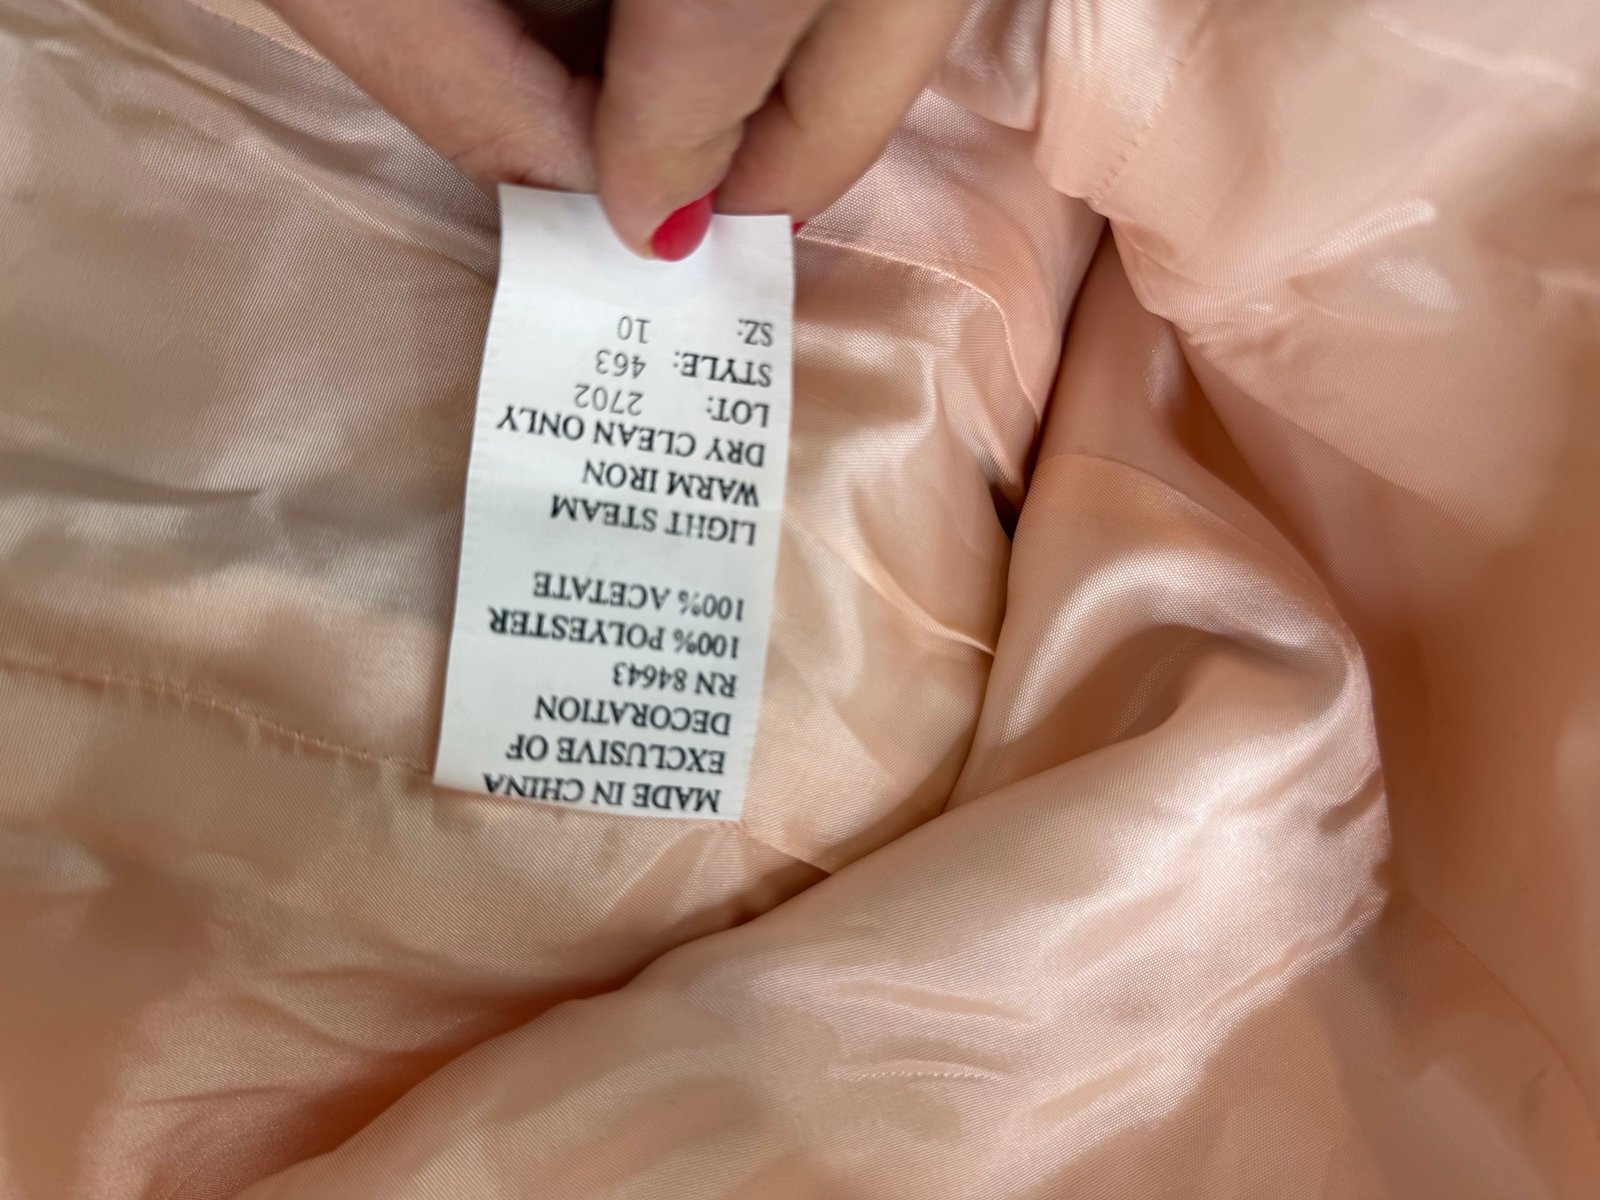 MADE IN CHINA
EXCLUSIVE OF
DECORATION
RN 84643
100% POLYESTER
100% ACETATE
LIGHT STEAM
WARM IRON
DRY CLEAN ONLY
LOT: 2702
STYLE: 463
SZ: 10